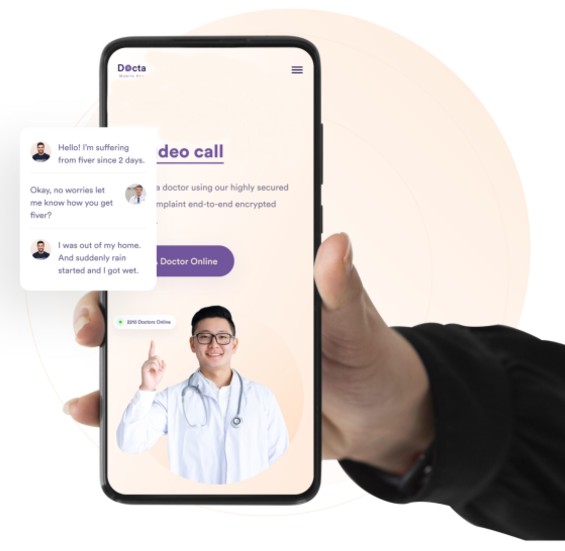 Docta
Hello! I'm suffering
from fiver since 2 days.
Okay, no worries let
me know how you get
fiver?
I was out of my home.
And suddenly rain
started and I got wet.
deo call
a doctor using our highly secured
mplaint end-to-end encrypted
.
Doctor Online
Doctors Online